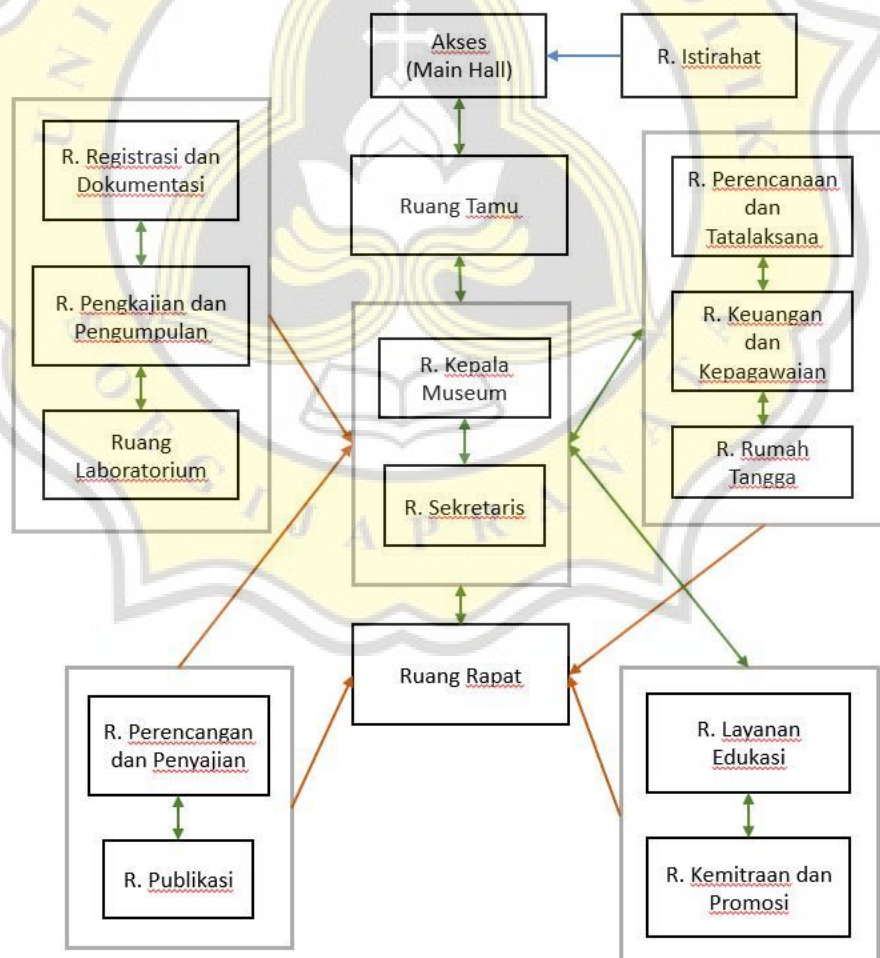 Akses
(Main Hall)
R. Istirahat
R. Registrasi dan
Dokumentasi
Ruang Tamu
R. Perencanaan
dan
Tatalaksana
R. Pengkajian dan
Pengumpulan
R. Keuangan
dan
Kepagawaian
R. Kepala
Museum
Ruang
Laboratorium
R. Rumah
Tangga
R. Sekretaris
Ruang Rapat
R. Perencangan
dan Penyajian
R. Layanan
Edukasi
R. Publikasi
R. Kemitraan dan
Promosi
SOEGIJAPRANATA